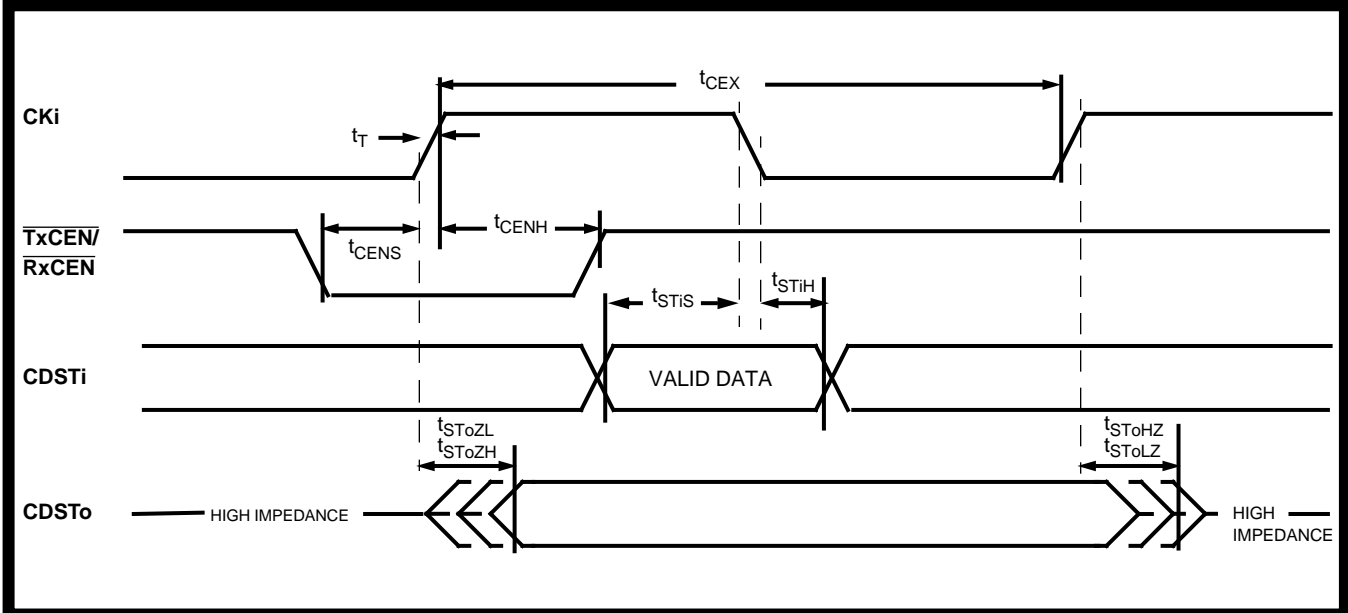 tCEX
CKi
tT
TxCEN/
RxCEN
tCENS
tCENH
tSTiS
tSTiH
CDSTi
VALID DATA
tSToZL
tSToZH
tSToHZ
tSToLZ
CDSTo
HIGH IMPEDANCE
HIGH
IMPEDANCE